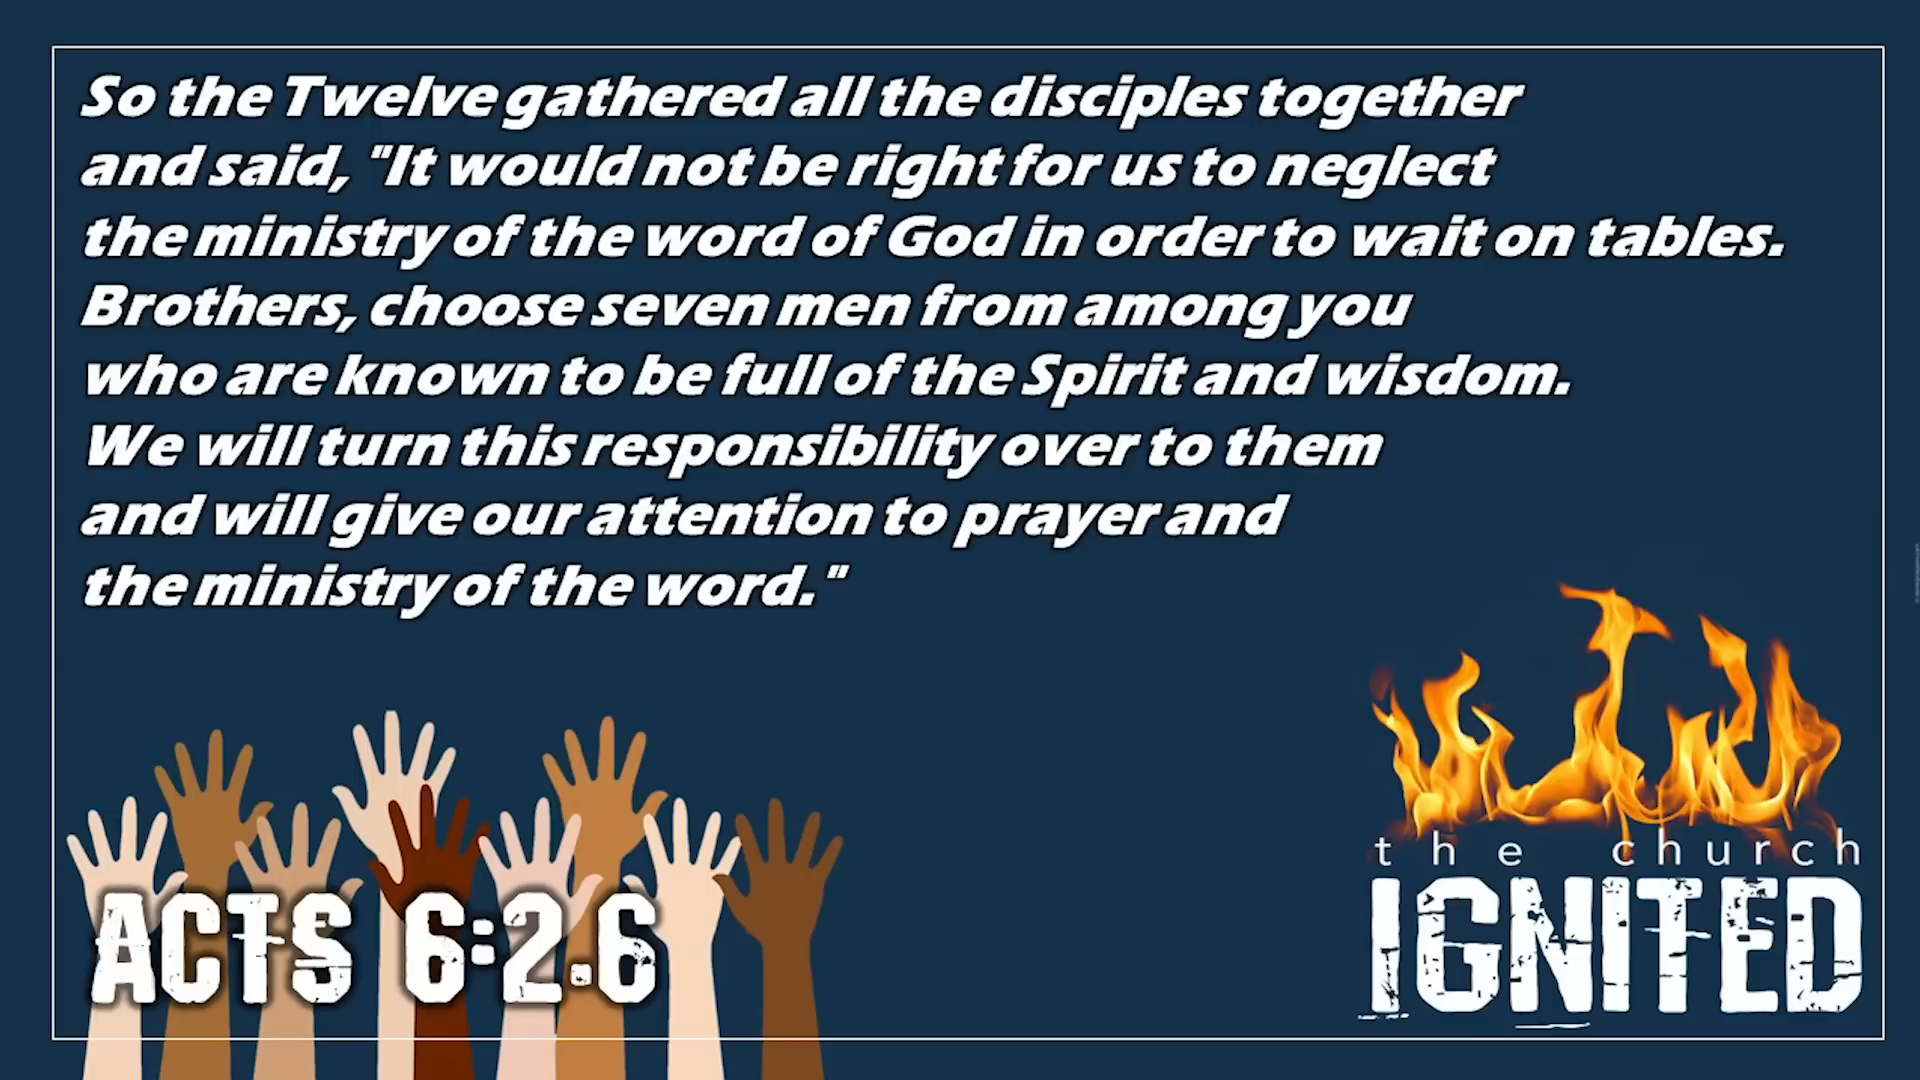 So the Twelve gathered all the disciples together
and said, "It would not be right for us to neglect
the ministry of the word of God in order to wait on tables.
Brothers, choose seven men from among you
who are known to be full of the Spirit and wisdom.
We will turn this responsibility over to them
and will give our attention to prayer and
the ministry of the word."
ACTS 6:2.6
the church
IGNITED